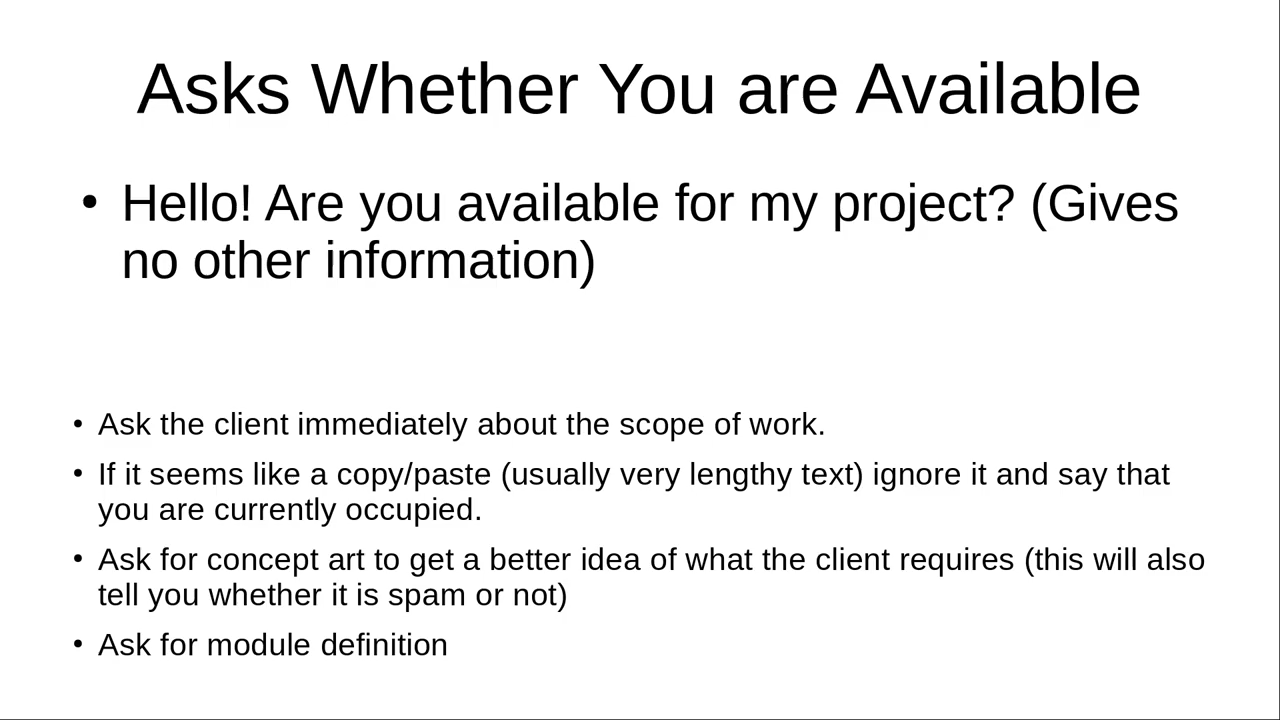 Asks Whether You are Available
• Hello! Are you available for my project? (Gives
no other information)
• Ask the client immediately about the scope of work.
• If it seems like a copy/paste (usually very lengthy text) ignore it and say that
you are currently occupied.
• Ask for concept art to get a better idea of what the client requires (this will also
tell you whether it is spam or not)
• Ask for module definition